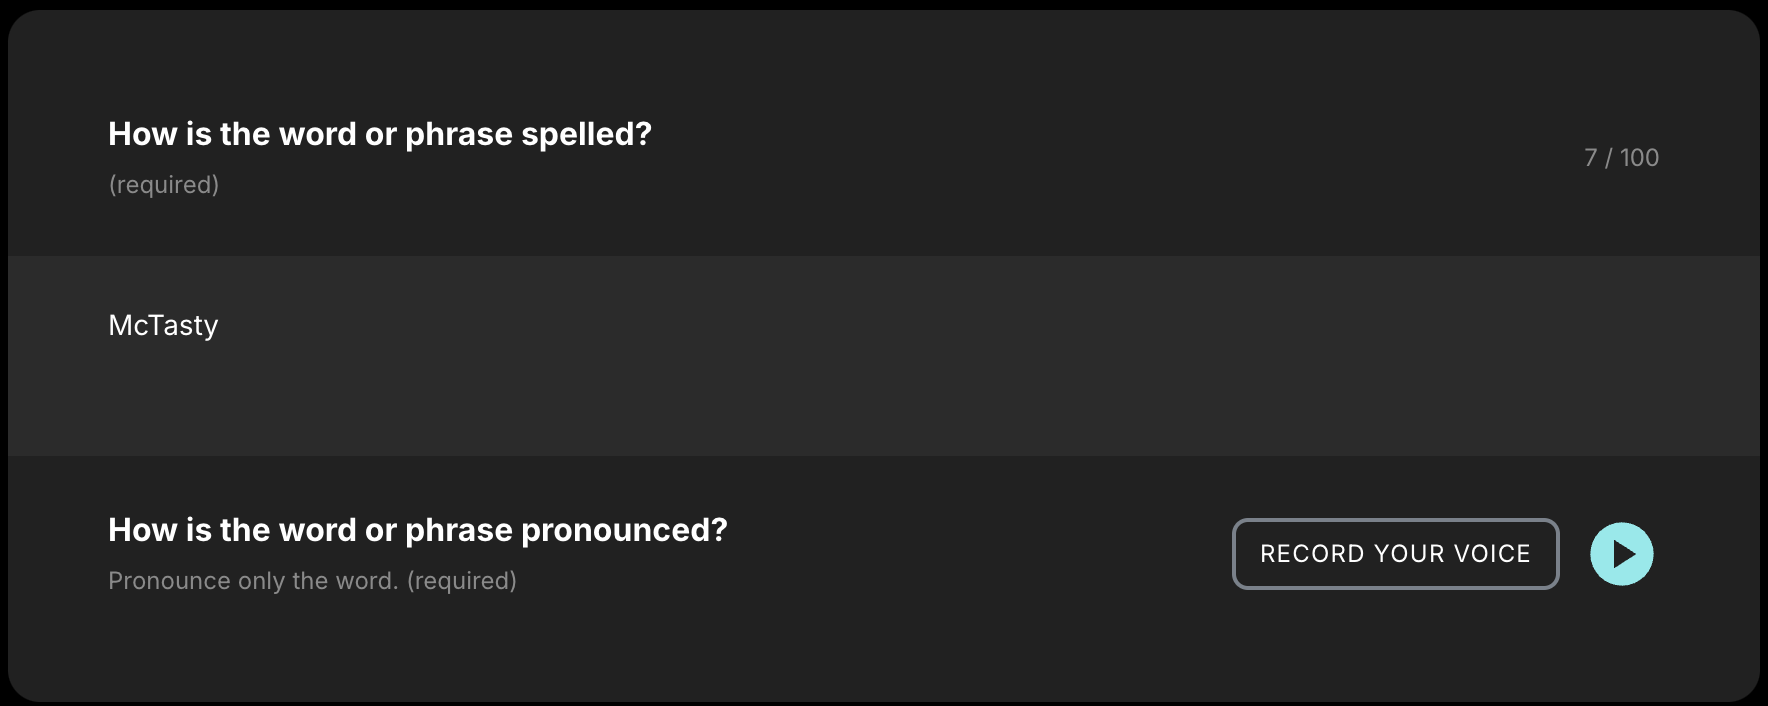 How is the word or phrase spelled?
(required)
7 / 100
McTasty
How is the word or phrase pronounced?
Pronounce only the word. (required)
RECORD YOUR VOICE